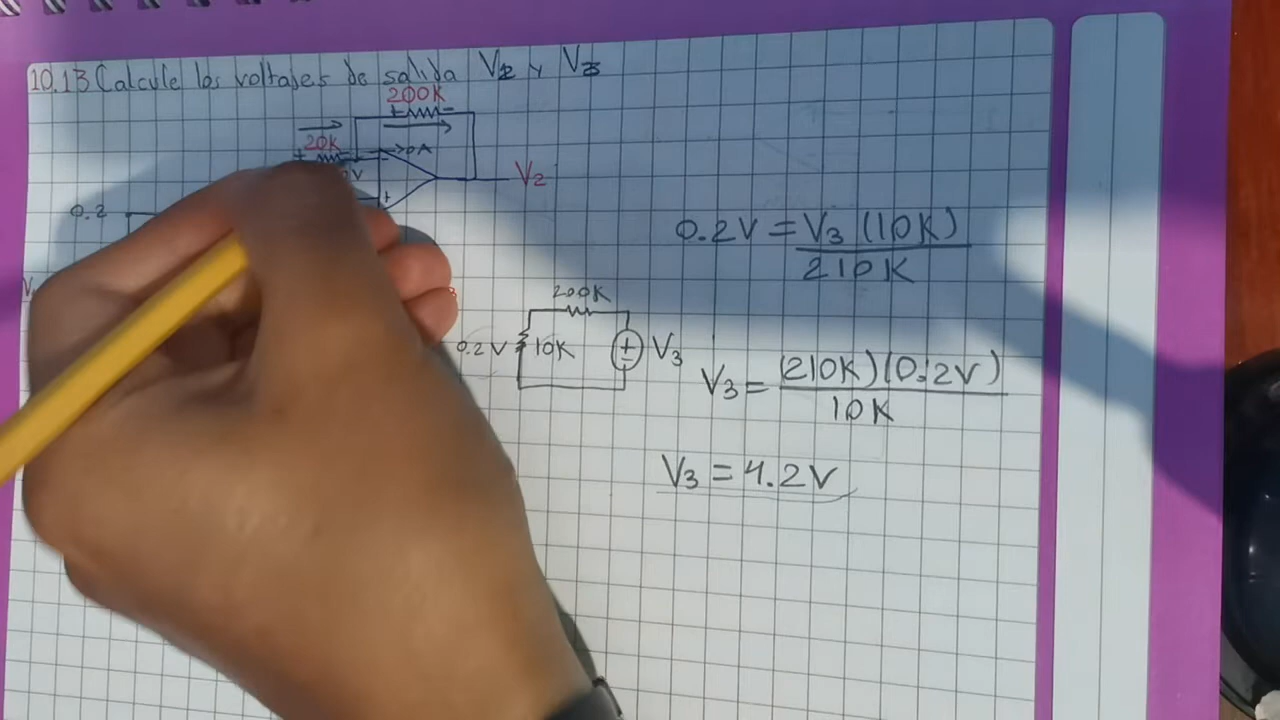 10.13 Calcule los voltajes de salida V2 y V3
200K
+ -
20K
+
→0A
V
V2
+
0.2
0.2V = V3 (10K)
210K
200K
0.2V
10K
+
-
V3
V3 = (210K)(0.2V)
10K
V3 = 4.2V